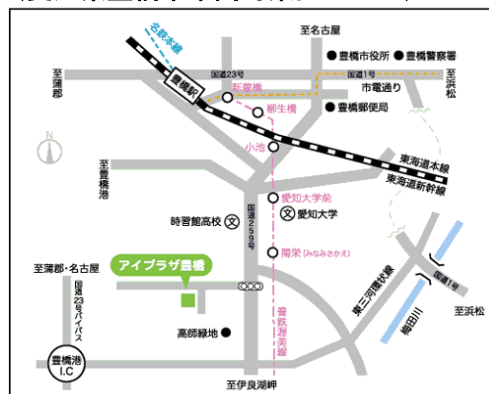 名鉄本線
至名古屋
豊橋市役所
豊橋警察署
至蒲郡
豊橋駅
国道23号
国道1号
至浜松
新豊橋
市電通り
柳生橋
豊橋郵便局
小池
N
東海道本線
東海道新幹線
至豊橋港
愛知大学前
文
愛知大学
時習館高校
文
国道259号
南栄(みなみさかえ)
至蒲郡・名古屋
アイプラザ豊橋
東三河環状線
国道1号
国道23号バイパス
梅田川
至浜松
豊鉄渥美線
高師緑地
豊橋港
I.C
至伊良湖岬